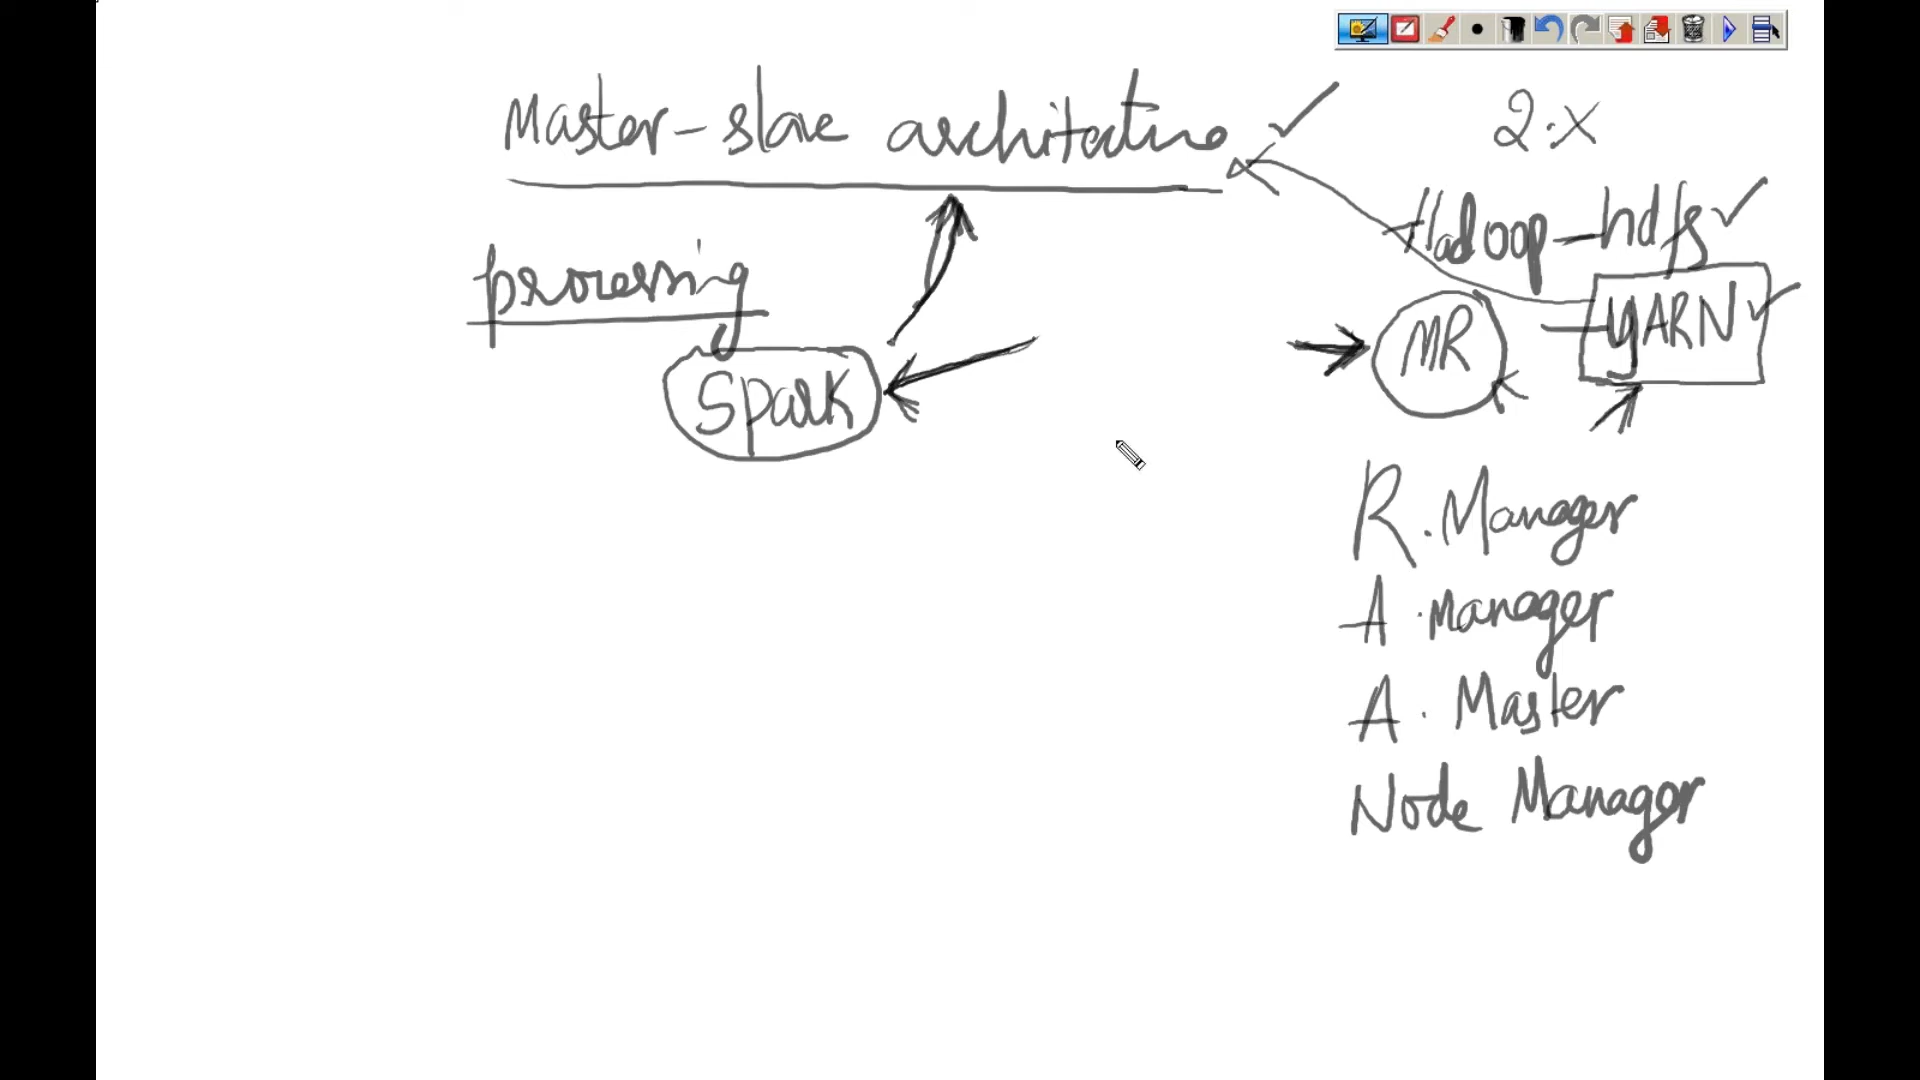 Master-slave architecture
2.X
Hadoop-hdfs
processing
YARN
MR
Spark
R. Manager
A. Manager
A. Master
Node Manager